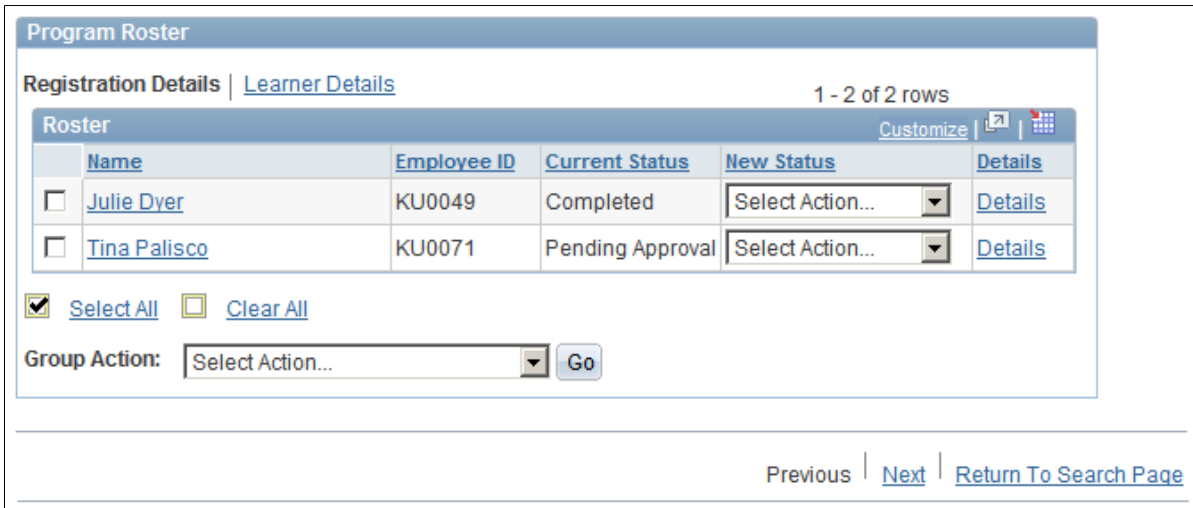 Program Roster
Registration Details | Learner Details
1 - 2 of 2 rows
Roster Customize | |
Name Employee ID Current Status New Status Details
Julie Dyer KU0049 Completed Select Action... Details
Tina Palisco KU0071 Pending Approval Select Action... Details
Select All Clear All
Group Action: Select Action... Go
Previous | Next | Return To Search Page